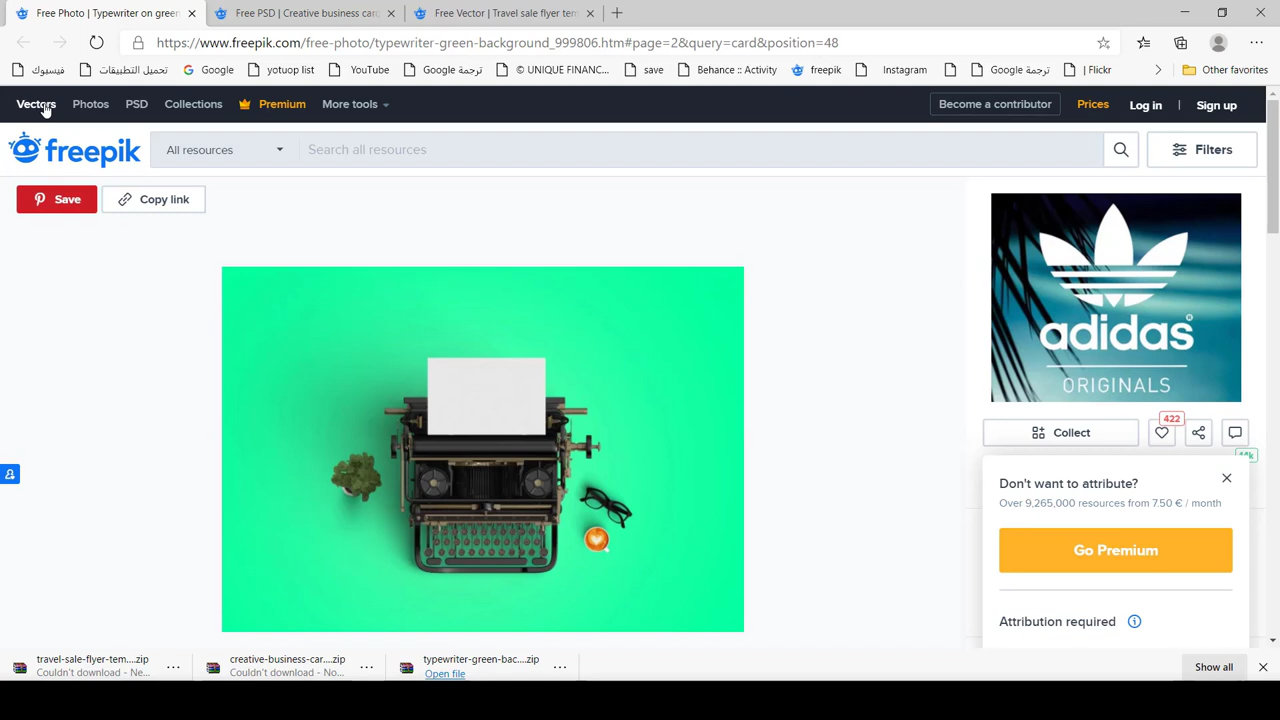 Free Photo | Typewriter on green
Free PSD | Creative business car
Free Vector | Travel sale flyer tem
https://www.freepik.com/free-photo/typewriter-green-background_999806.htm#page=2&query=card&position=48
فيسبوك
تحميل التطبيقات
Google
yotuop list
YouTube
ترجمة Google
© UNIQUE FINANC...
save
Behance :: Activity
freepik
Instagram
ترجمة Google
| Flickr
Other favorites
Vectors
Photos
PSD
Collections
Premium
More tools
Become a contributor
Prices
Log in
|
Sign up
freepik
All resources
Search all resources
Filters
Save
Copy link
adidas
ORIGINALS
422
Collect
Don't want to attribute?
Over 9,265,000 resources from 7.50 € / month
Go Premium
Attribution required
travel-sale-flyer-tem....zip
Couldn't download - Ne...
creative-business-car....zip
Couldn't download - No...
typewriter-green-bac....zip
Open file
Show all